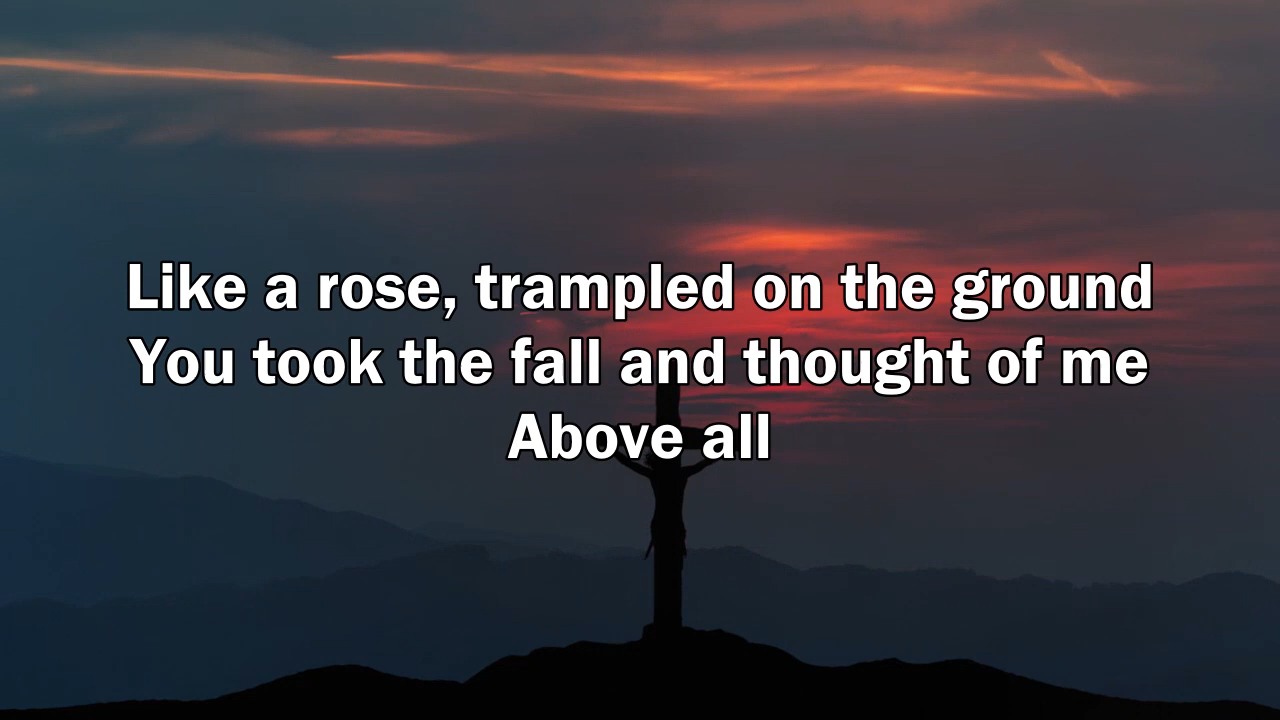 Like a rose, trampled on the ground
You took the fall and thought of me
Above all